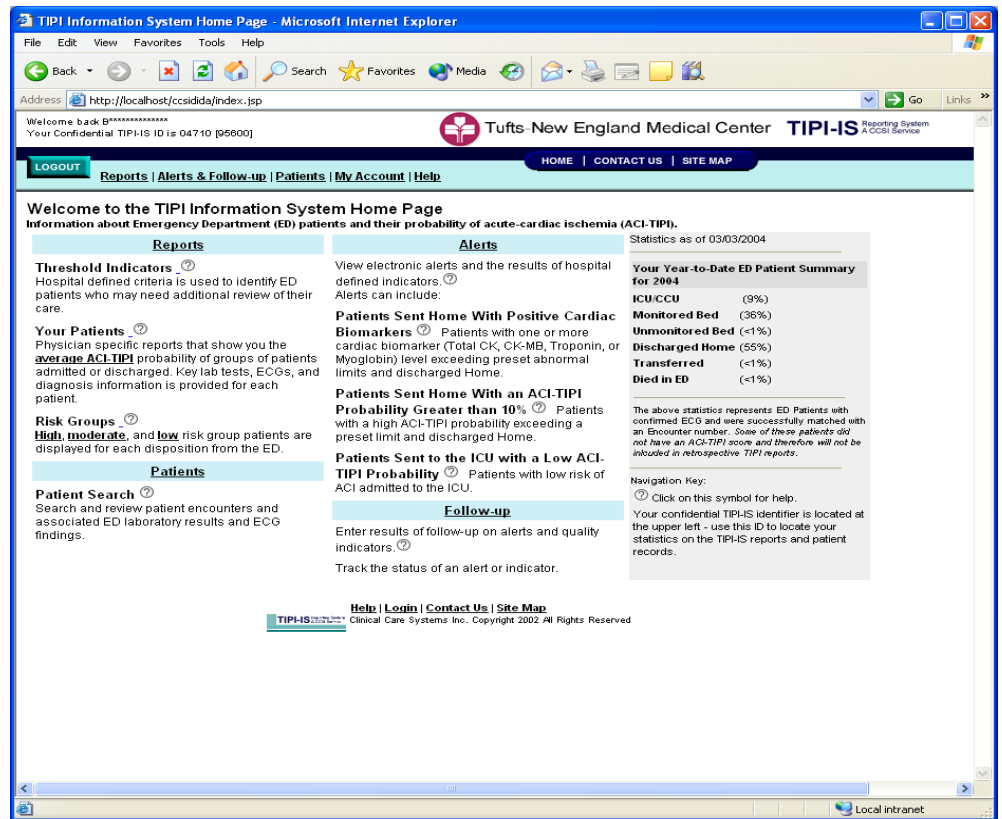 TIPI Information System Home Page - Microsoft Internet Explorer
File Edit View Favorites Tools Help
Back Search Favorites Media
Address http://localhost/ccsidida/index.jsp Go Links »
Welcome back B*************
Your Confidential TIPI-IS ID is 04710 [95600]
Tufts-New England Medical Center TIPI-IS Reporting System
A CCSI Service
HOME | CONTACT US | SITE MAP
LOGOUT
Reports | Alerts & Follow-up | Patients | My Account | Help
Welcome to the TIPI Information System Home Page
Information about Emergency Department (ED) patients and their probability of acute-cardiac ischemia (ACI-TIPI).
Reports
Threshold Indicators ?
Hospital defined criteria is used to identify ED
patients who may need additional review of their
care.
Your Patients ?
Physician specific reports that show you the
average ACI-TIPI probability of groups of patients
admitted or discharged. Key lab tests, ECGs, and
diagnosis information is provided for each
patient.
Risk Groups ?
High, moderate, and low risk group patients are
displayed for each disposition from the ED.
Patients
Patient Search ?
Search and review patient encounters and
associated ED laboratory results and ECG
findings.
Alerts
View electronic alerts and the results of hospital
defined indicators. ?
Alerts can include:
Patients Sent Home With Positive Cardiac
Biomarkers ? Patients with one or more
cardiac biomarker (Total CK, CK-MB, Troponin, or
Myoglobin) level exceeding preset abnormal
limits and discharged Home.
Patients Sent Home With an ACI-TIPI
Probability Greater than 10% ? Patients
with a high ACI-TIPI probability exceeding a
preset limit and discharged Home.
Patients Sent to the ICU with a Low ACI-
TIPI Probability ? Patients with low risk of
ACI admitted to the ICU.
Follow-up
Enter results of follow-up on alerts and quality
indicators. ?
Track the status of an alert or indicator.
Statistics as of 03/03/2004
Your Year-to-Date ED Patient Summary
for 2004
ICU/CCU (9%)
Monitored Bed (36%)
Unmonitored Bed (<1%)
Discharged Home (55%)
Transferred (<1%)
Died in ED (<1%)
The above statistics represents ED Patients with
confirmed ECG and were successfully matched with
an Encounter number. Some of these patients did
not have an ACI-TIPI score and therefore will not be
inlcuded in retrospective TIPI reports.
Navigation Key:
? Click on this symbol for help.
Your confidential TIPI-IS identifier is located at
the upper left - use this ID to locate your
statistics on the TIPI-IS reports and patient
records.
Help | Login | Contact Us | Site Map
TIPI-IS Clinical Care Systems Inc. Copyright 2002 All Rights Reserved
Local intranet